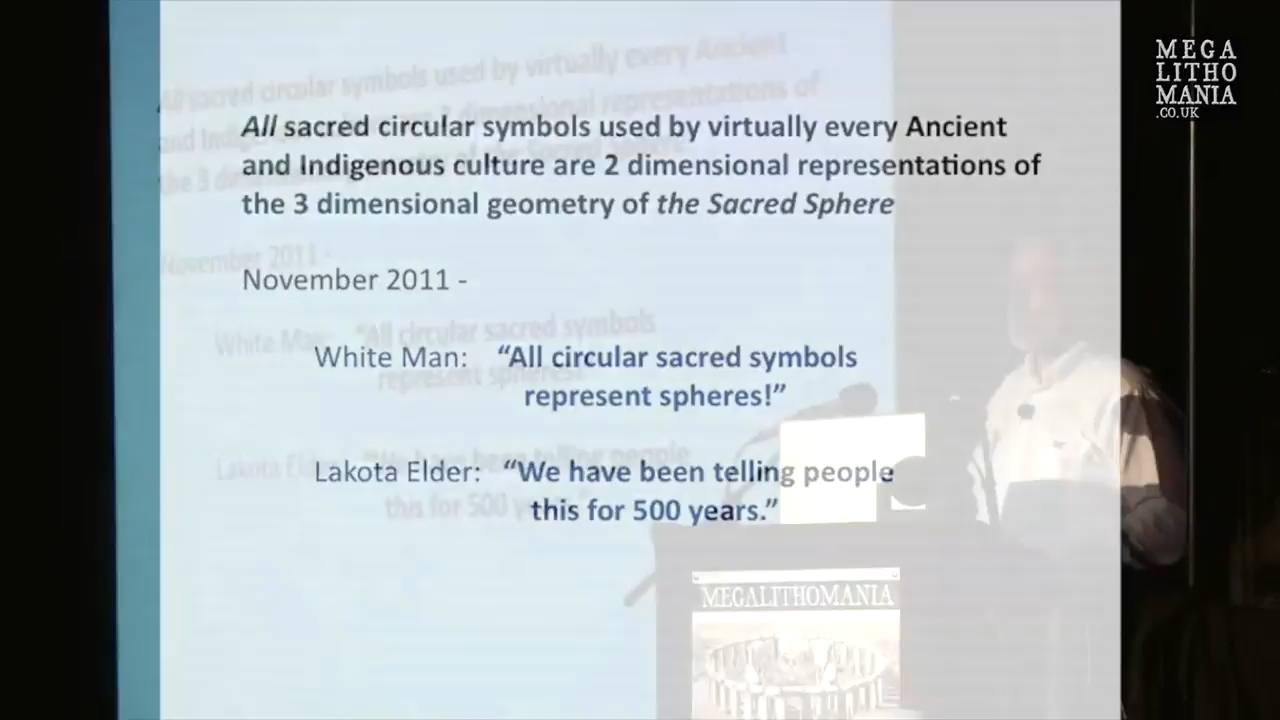 MEGA
LITHO
MANIA
.CO.UK
All sacred circular symbols used by virtually every Ancient
and Indigenous culture are 2 dimensional representations of
the 3 dimensional geometry of the Sacred Sphere
November 2011 -
White Man: “All circular sacred symbols
represent spheres!”
Lakota Elder: “We have been telling people
this for 500 years.”
MEGALITHOMANIA